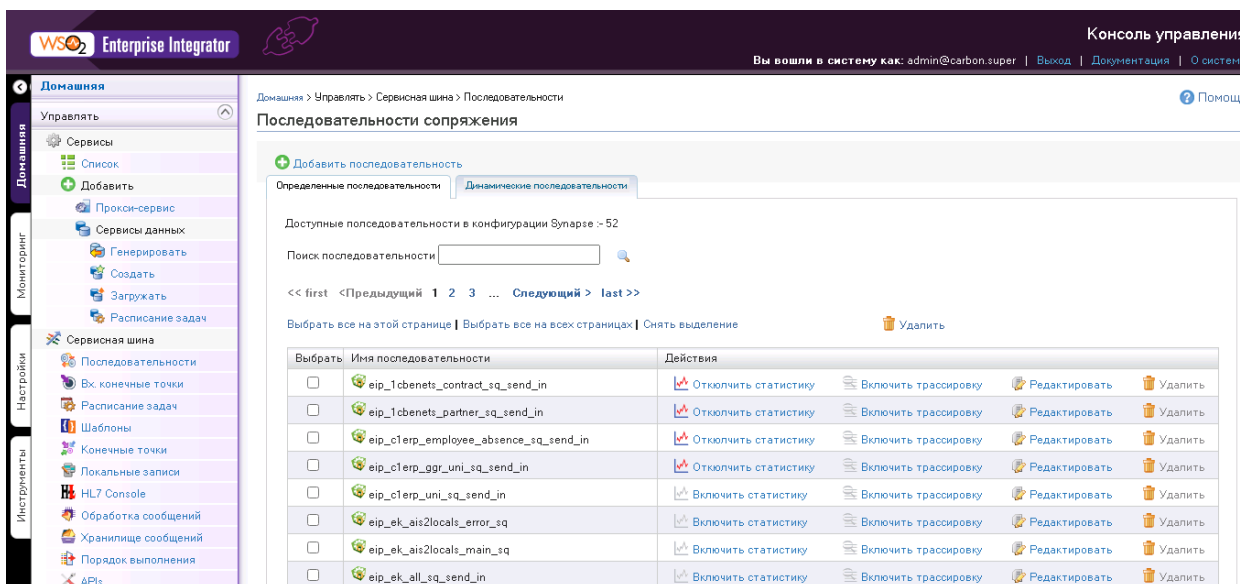 WSO2 Enterprise Integrator
Консоль управления
Вы вошли в систему как: admin@carbon.super | Выход | Документация | О систем
Домашняя
Мониторинг
Настройки
Инструменты
Домашняя
Управлять
Сервисы
Список
Добавить
Прокси-сервис
Сервисы данных
Генерировать
Создать
Загружать
Расписание задач
Сервисная шина
Последовательности
Вх. конечные точки
Расписание задач
Шаблоны
Конечные точки
Локальные записи
HL7 Console
Обработка сообщений
Хранилище сообщений
Порядок выполнения
APIs
Домашняя > Управлять > Сервисная шина > Последовательности
Помощ
Последовательности сопряжения
Добавить последовательность
Определенные последовательности Динамические последовательности
Доступные попседовательности в конфигурации Synapse :- 52
Поиск последовательности
<< first <Предыдущий 1 2 3 ... Следующий > last >>
Выбрать все на этой странице | Выбрать все на всех страницах | Снять выделение Удалить
Выбрать Имя последовательности Действия
eip_1cbenets_contract_sq_send_in Отключить статистику Включить трассировку Редактировать Удалить
eip_1cbenets_partner_sq_send_in Отключить статистику Включить трассировку Редактировать Удалить
eip_c1erp_employee_absence_sq_send_in Отключить статистику Включить трассировку Редактировать Удалить
eip_c1erp_ggr_uni_sq_send_in Отключить статистику Включить трассировку Редактировать Удалить
eip_c1erp_uni_sq_send_in Включить статистику Включить трассировку Редактировать Удалить
eip_ek_ais2locals_error_sq Включить статистику Включить трассировку Редактировать Удалить
eip_ek_ais2locals_main_sq Включить статистику Включить трассировку Редактировать Удалить
eip_ek_all_sq_send_in Включить статистику Включить трассировку Редактировать Удалить